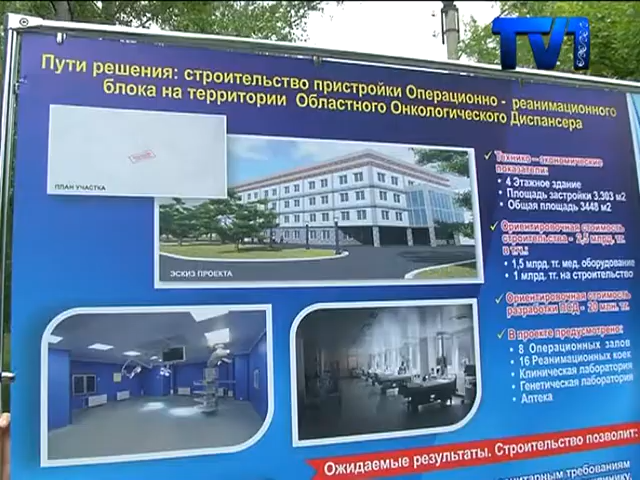 TV1
Пути решения: строительство пристройки Операционно - реанимационного
блока на территории Областного Онкологического Диспансера
ПЛАН УЧАСТКА
ЭСКИЗ ПРОЕКТА
✓ Технико - экономические
показатели:
• 4 Этажное здание
• Площадь застройки 3.303 м2
• Общая площадь 3448 м2
✓ Ориентировочная стоимость
строительства - 2,5 млрд. тг.
в т.ч.:
• 1,5 млрд. тг. мед. оборудование
• 1 млрд. тг. на строительство
✓ Ориентировочная стоимость
разработки ПСД - 20 млн. тг.
✓ В проекте предусмотрено:
• 8 Операционных залов
• 16 Реанимационных коек
• Клиническая лаборатория
• Генетическая лаборатория
• Аптека
Ожидаемые результаты. Строительство позволит:
требованиям